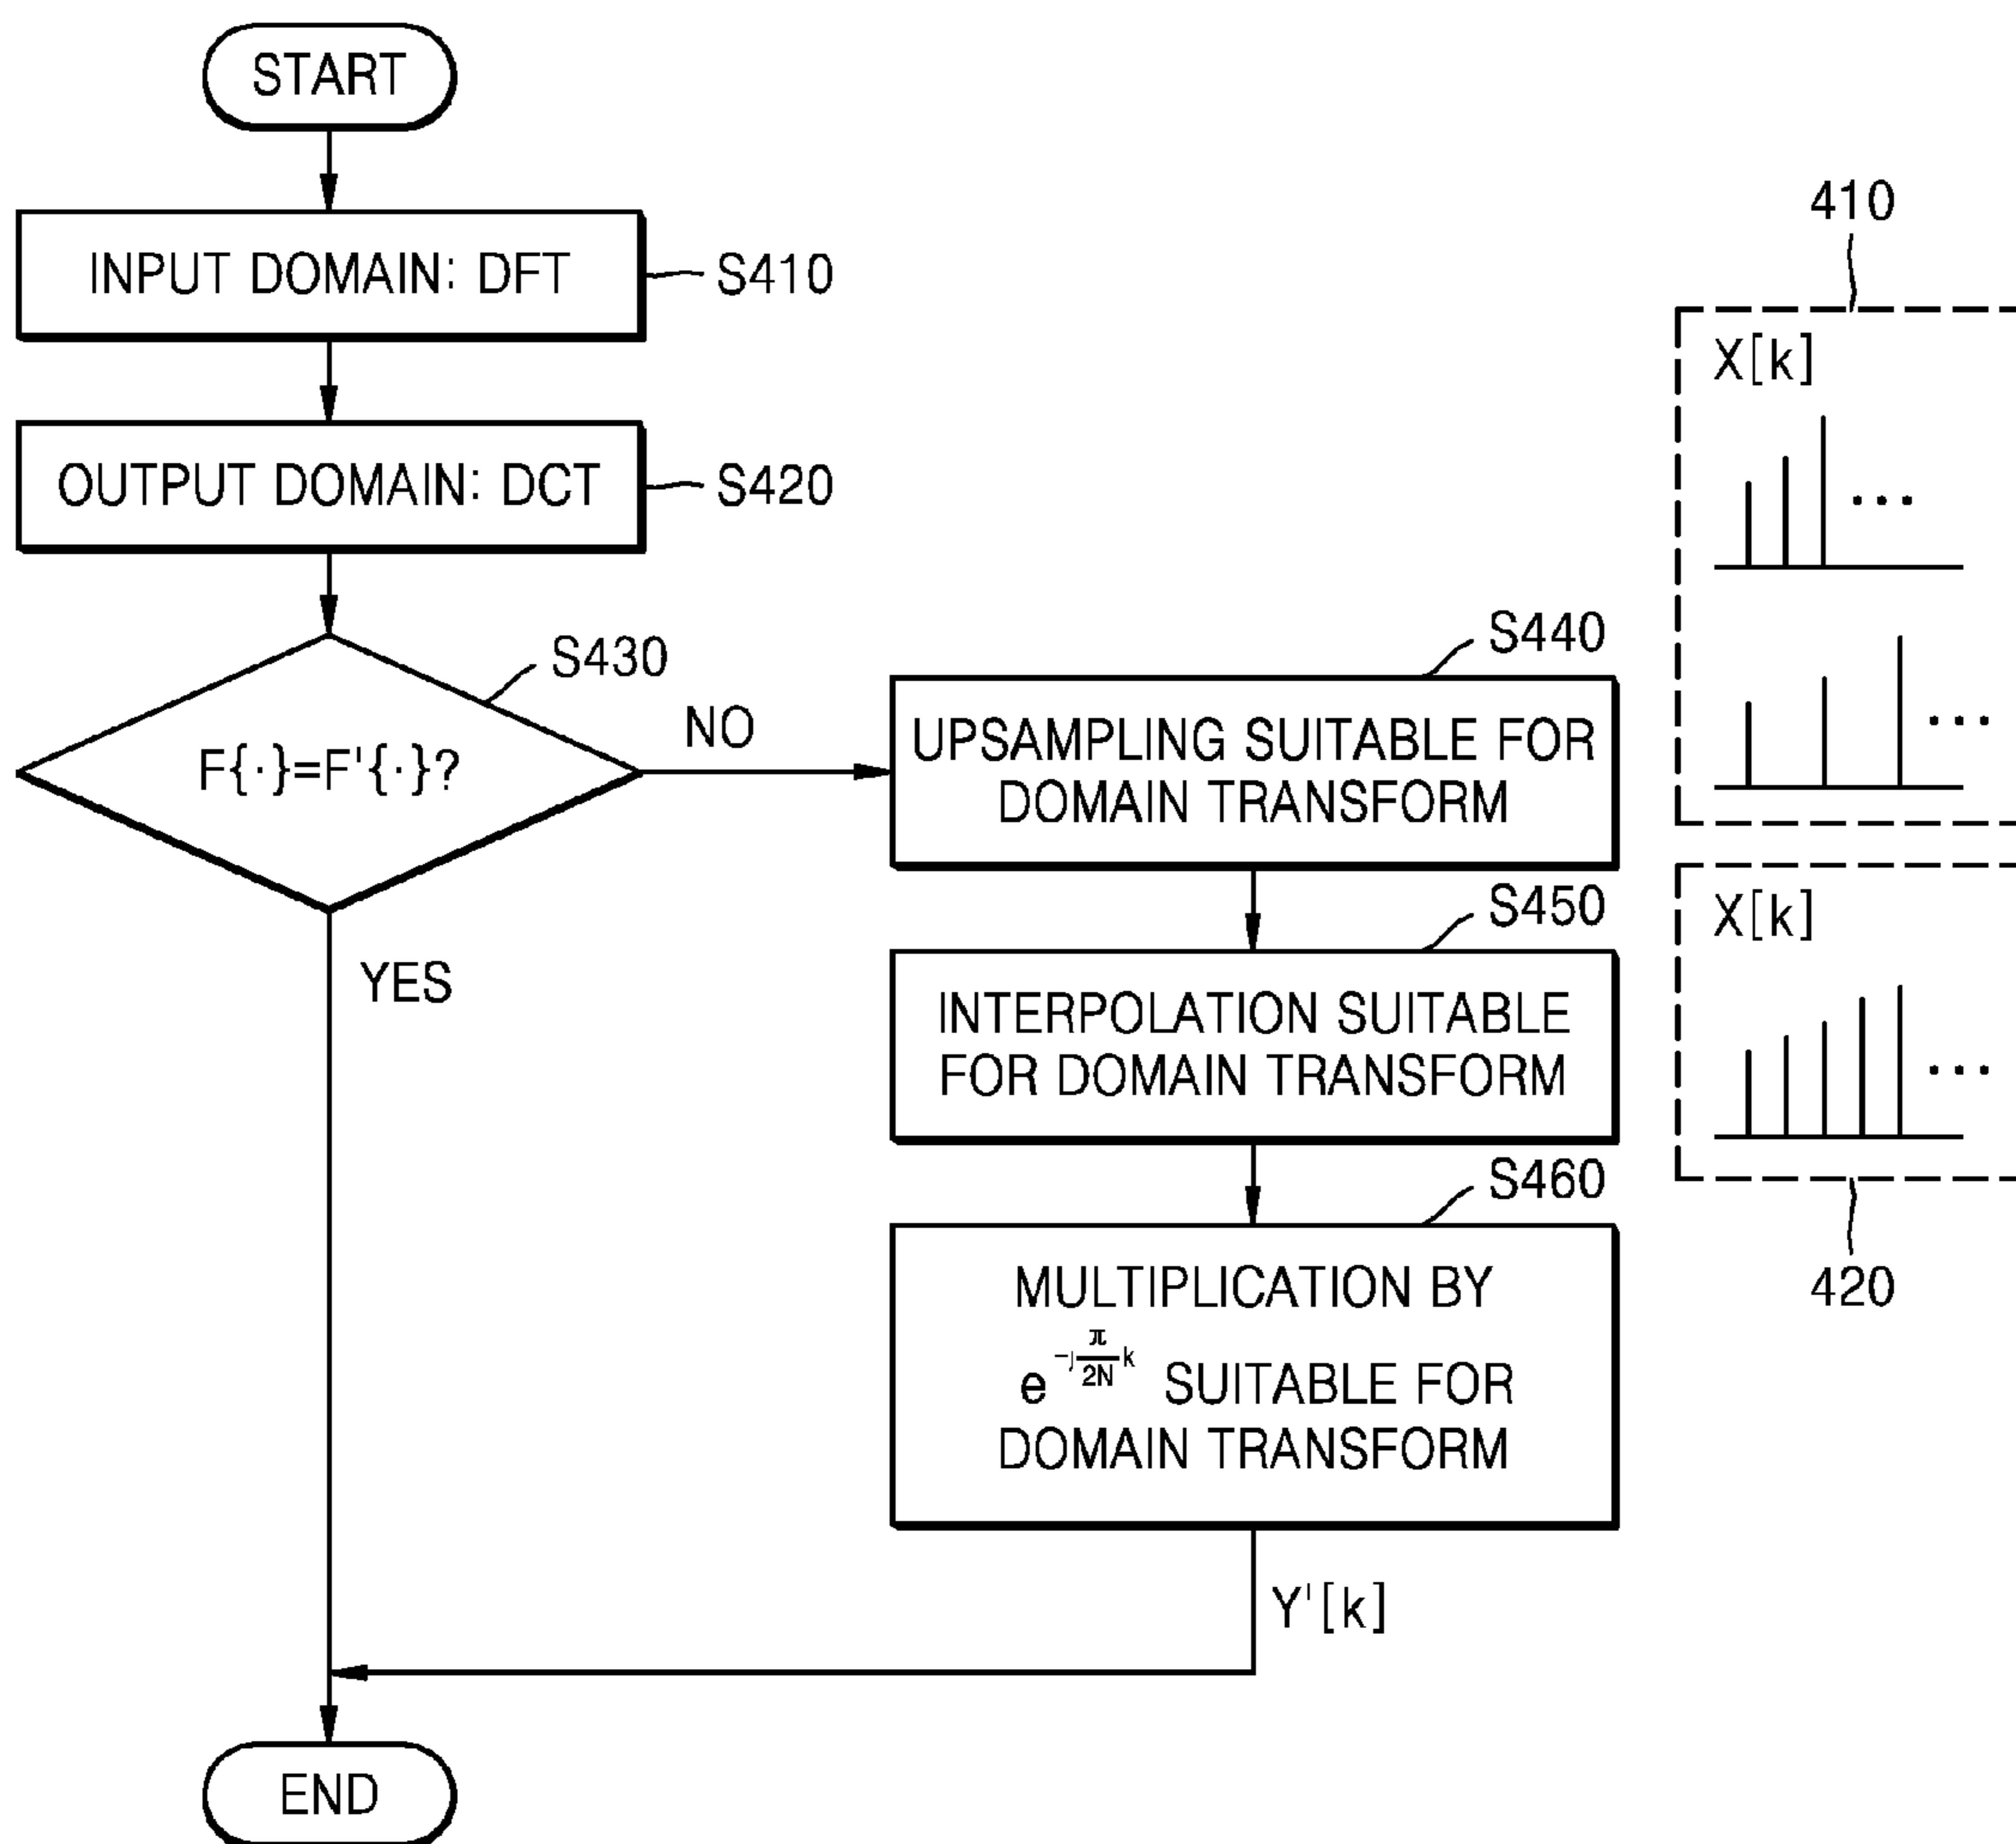 START
INPUT DOMAIN: DFT
S410
OUTPUT DOMAIN: DCT
S420
S430
F{·}=F'{·}?
NO
YES
S440
UPSAMPLING SUITABLE FOR
DOMAIN TRANSFORM
S450
INTERPOLATION SUITABLE
FOR DOMAIN TRANSFORM
S460
MULTIPLICATION BY
e^{-j\frac{π}{2N}k} SUITABLE FOR
DOMAIN TRANSFORM
Y'[k]
END
410
X[k]
...
...
X[k]
...
420